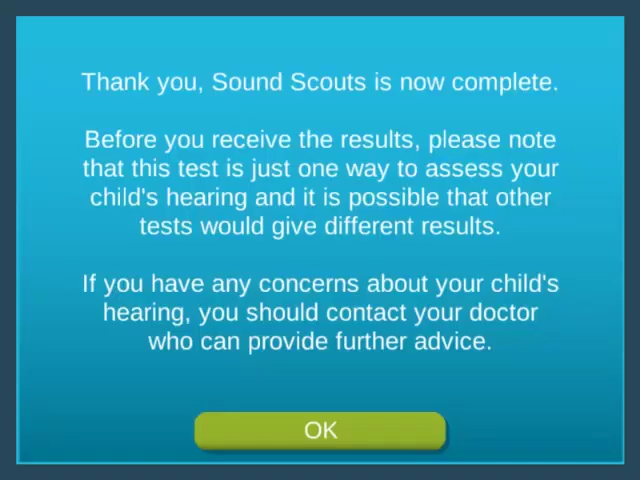 Thank you, Sound Scouts is now complete.
Before you receive the results, please note
that this test is just one way to assess your
child's hearing and it is possible that other
tests would give different results.
If you have any concerns about your child's
hearing, you should contact your doctor
who can provide further advice.
OK